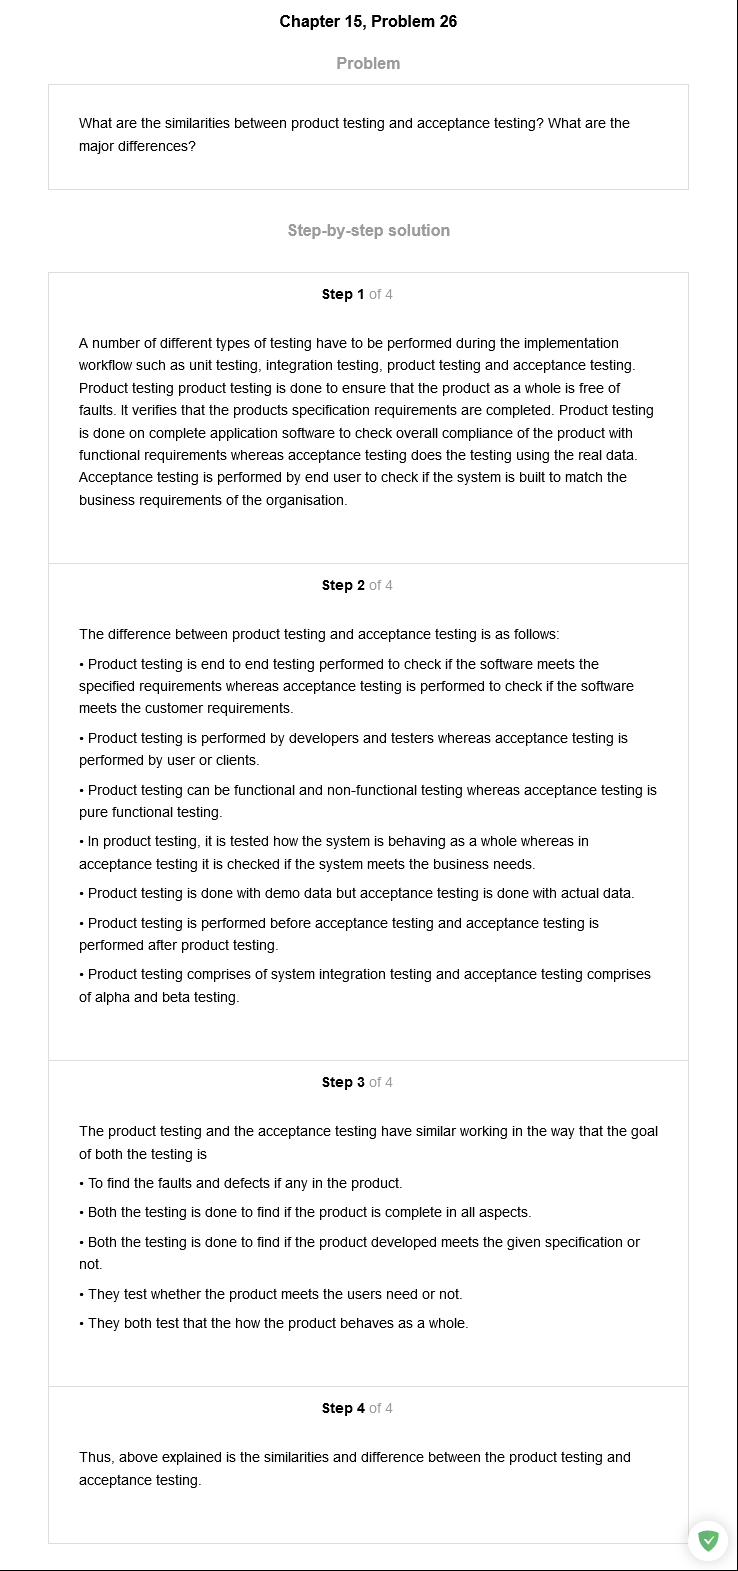 Chapter 15, Problem 26
Problem
What are the similarities between product testing and acceptance testing? What are the
major differences?
Step-by-step solution
Step 1 of 4
A number of different types of testing have to be performed during the implementation
workflow such as unit testing, integration testing, product testing and acceptance testing.
Product testing product testing is done to ensure that the product as a whole is free of
faults. It verifies that the products specification requirements are completed. Product testing
is done on complete application software to check overall compliance of the product with
functional requirements whereas acceptance testing does the testing using the real data.
Acceptance testing is performed by end user to check if the system is built to match the
business requirements of the organisation.
Step 2 of 4
The difference between product testing and acceptance testing is as follows:
• Product testing is end to end testing performed to check if the software meets the
specified requirements whereas acceptance testing is performed to check if the software
meets the customer requirements.
• Product testing is performed by developers and testers whereas acceptance testing is
performed by user or clients.
• Product testing can be functional and non-functional testing whereas acceptance testing is
pure functional testing.
• In product testing, it is tested how the system is behaving as a whole whereas in
acceptance testing it is checked if the system meets the business needs.
• Product testing is done with demo data but acceptance testing is done with actual data.
• Product testing is performed before acceptance testing and acceptance testing is
performed after product testing.
• Product testing comprises of system integration testing and acceptance testing comprises
of alpha and beta testing.
Step 3 of 4
The product testing and the acceptance testing have similar working in the way that the goal
of both the testing is
• To find the faults and defects if any in the product.
• Both the testing is done to find if the product is complete in all aspects.
• Both the testing is done to find if the product developed meets the given specification or
not.
• They test whether the product meets the users need or not.
• They both test that the how the product behaves as a whole.
Step 4 of 4
Thus, above explained is the similarities and difference between the product testing and
acceptance testing.